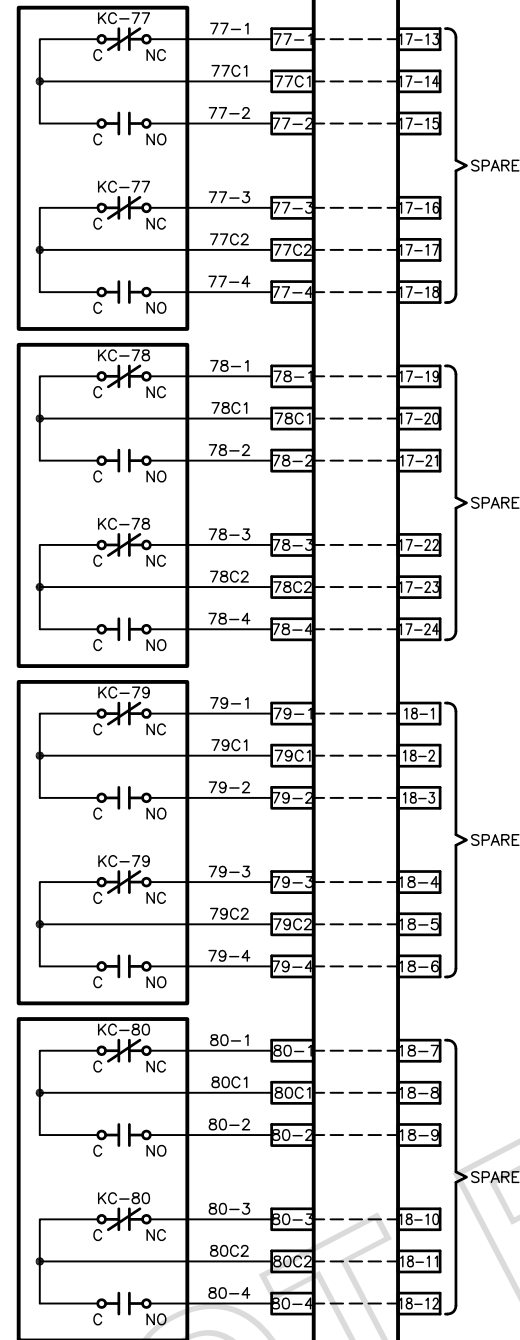 KC-77
77-1 77-1 17-13
C NC
77C1 77C1 17-14
77-2 77-2 17-15
C NO
SPARE
KC-77
77-3 77-3 17-16
C NC
77C2 77C2 17-17
77-4 77-4 17-18
C NO
KC-78
78-1 78-1 17-19
C NC
78C1 78C1 17-20
78-2 78-2 17-21
C NO
SPARE
KC-78
78-3 78-3 17-22
C NC
78C2 78C2 17-23
78-4 78-4 17-24
C NO
KC-79
79-1 79-1 18-1
C NC
79C1 79C1 18-2
79-2 79-2 18-3
C NO
SPARE
KC-79
79-3 79-3 18-4
C NC
79C2 79C2 18-5
79-4 79-4 18-6
C NO
KC-80
80-1 80-1 18-7
C NC
80C1 80C1 18-8
80-2 80-2 18-9
C NO
SPARE
KC-80
80-3 80-3 18-10
C NC
80C2 80C2 18-11
80-4 80-4 18-12
C NO